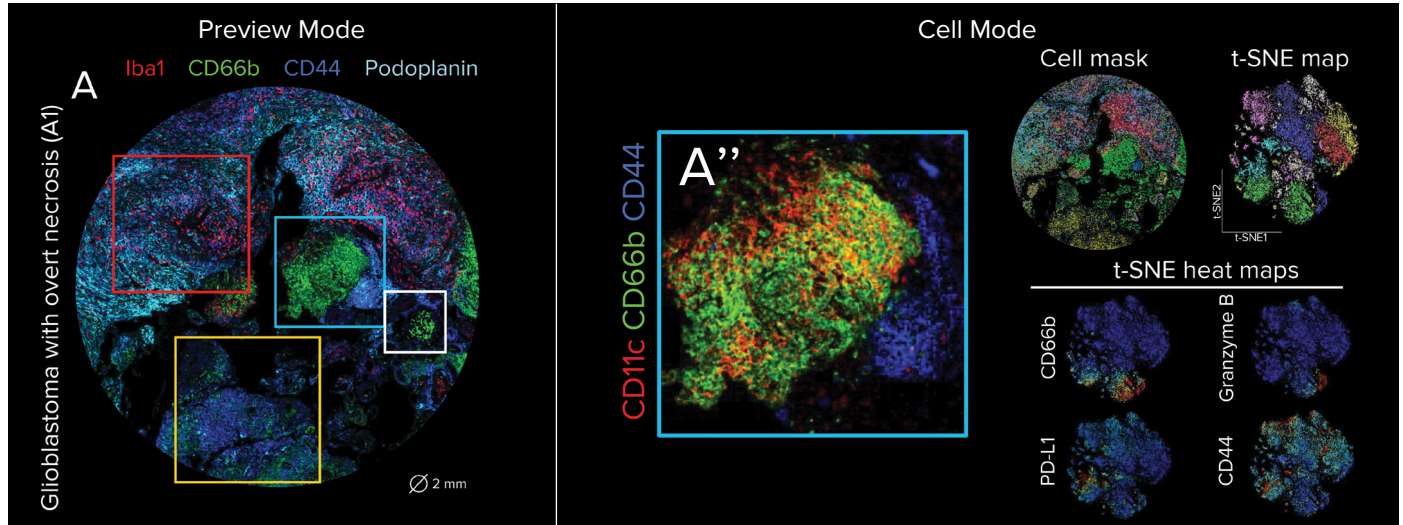 Preview Mode
Iba1 CD66b CD44 Podoplanin
A
Glioblastoma with overt necrosis (A1)
⌀ 2 mm
Cell Mode
A”
CD11c CD66b CD44
Cell mask
t-SNE map
t-SNE2
t-SNE1
t-SNE heat maps
CD66b
Granzyme B
PD-L1
CD44